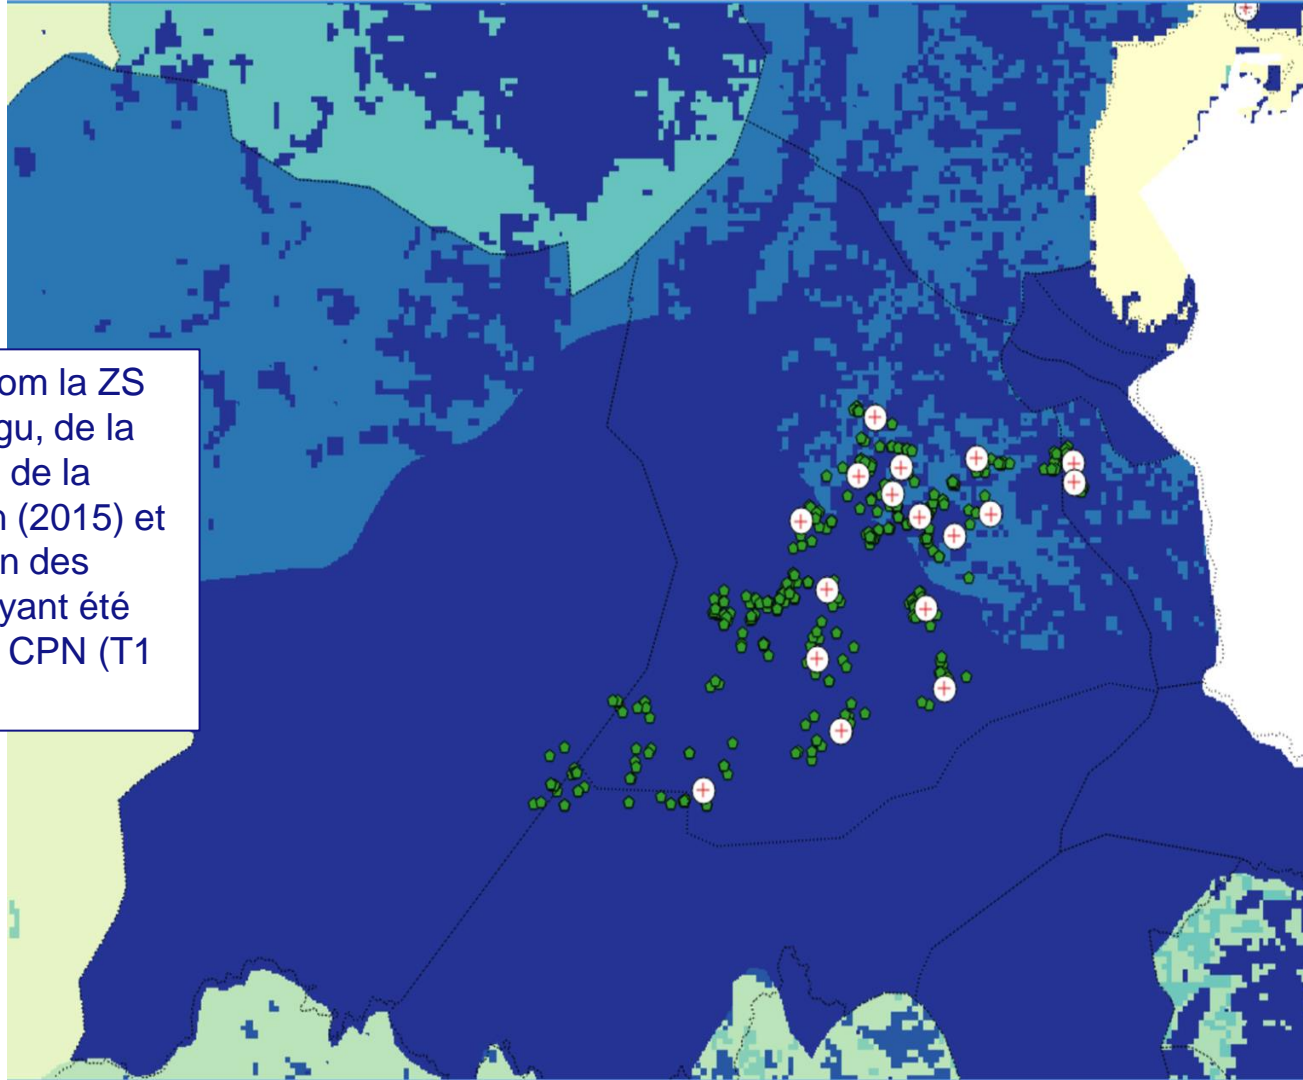 om la ZS
gu, de la
de la
n (2015) et
n des
yant été
CPN (T1